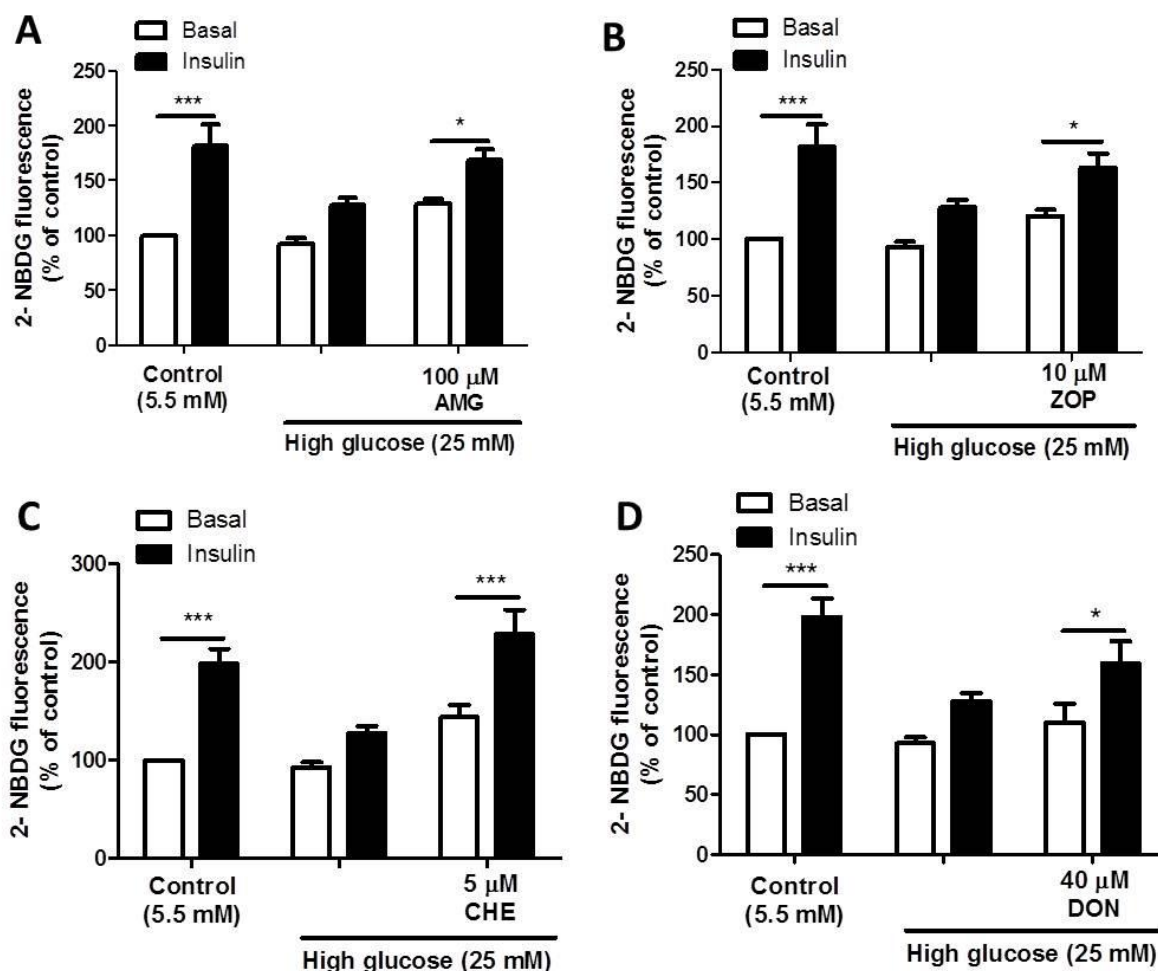 A
Basal
Insulin
2- NBDG fluorescence
(% of control)
250
200
150
100
50
0
***
*
Control
(5.5 mM)
100 μM
AMG
High glucose (25 mM)
B
Basal
Insulin
2- NBDG fluorescence
(% of control)
250
200
150
100
50
0
***
*
Control
(5.5 mM)
10 μM
ZOP
High glucose (25 mM)
C
Basal
Insulin
2- NBDG fluorescence
(% of control)
300
200
100
0
***
***
Control
(5.5 mM)
5 μM
CHE
High glucose (25 mM)
D
Basal
Insulin
2- NBDG fluorescence
(% of control)
250
200
150
100
50
0
***
*
Control
(5.5 mM)
40 μM
DON
High glucose (25 mM)